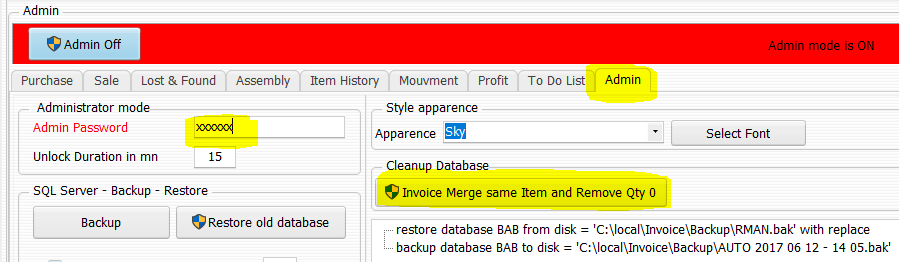 Admin
Admin Off
Admin mode is ON
Purchase Sale Lost & Found Assembly Item History Mouvment Profit To Do List Admin
Administrator mode
Admin Password xxxxxx
Unlock Duration in mn 15
SQL Server - Backup - Restore
Backup Restore old database
Style apparence
Apparence Sky Select Font
Cleanup Database
Invoice Merge same Item and Remove Qty 0
restore database BAB from disk = 'C:\local\Invoice\Backup\RMAN.bak' with replace
backup database BAB to disk = 'C:\local\Invoice\Backup\AUTO 2017 06 12 - 14 05.bak'